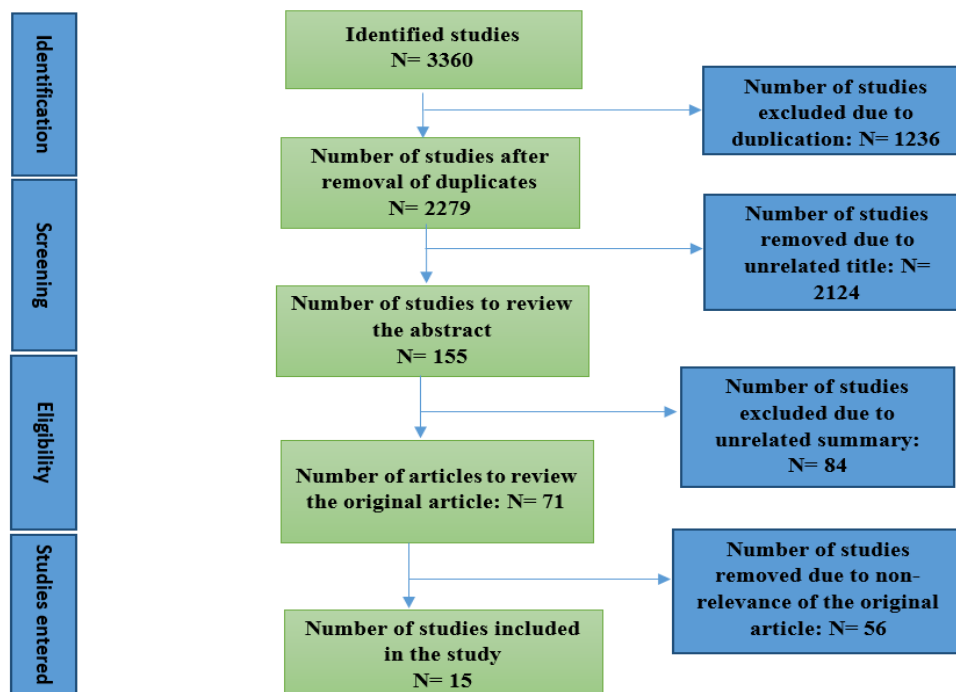 Identification
Identified studies
N= 3360
Number of studies
excluded due to
duplication: N= 1236
Number of studies after
removal of duplicates
N= 2279
Screening
Number of studies
removed due to
unrelated title: N=
2124
Number of studies to review
the abstract
N= 155
Eligibility
Number of studies
excluded due to
unrelated summary:
N= 84
Number of articles to review
the original article: N= 71
Studies entered
Number of studies
removed due to non-
relevance of the original
article: N= 56
Number of studies included
in the study
N= 15